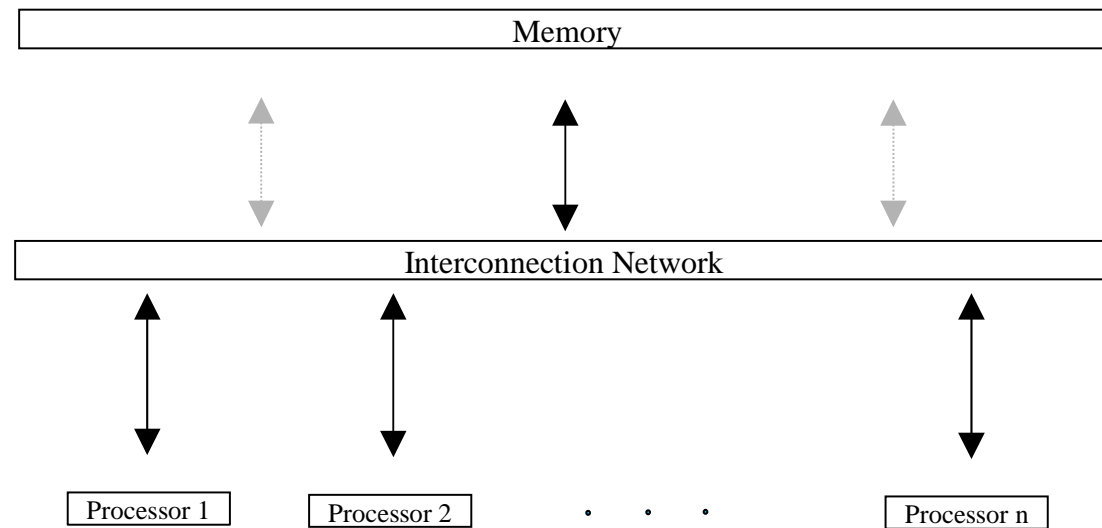 Memory
Interconnection Network
Processor 1
Processor 2
. . .
Processor n